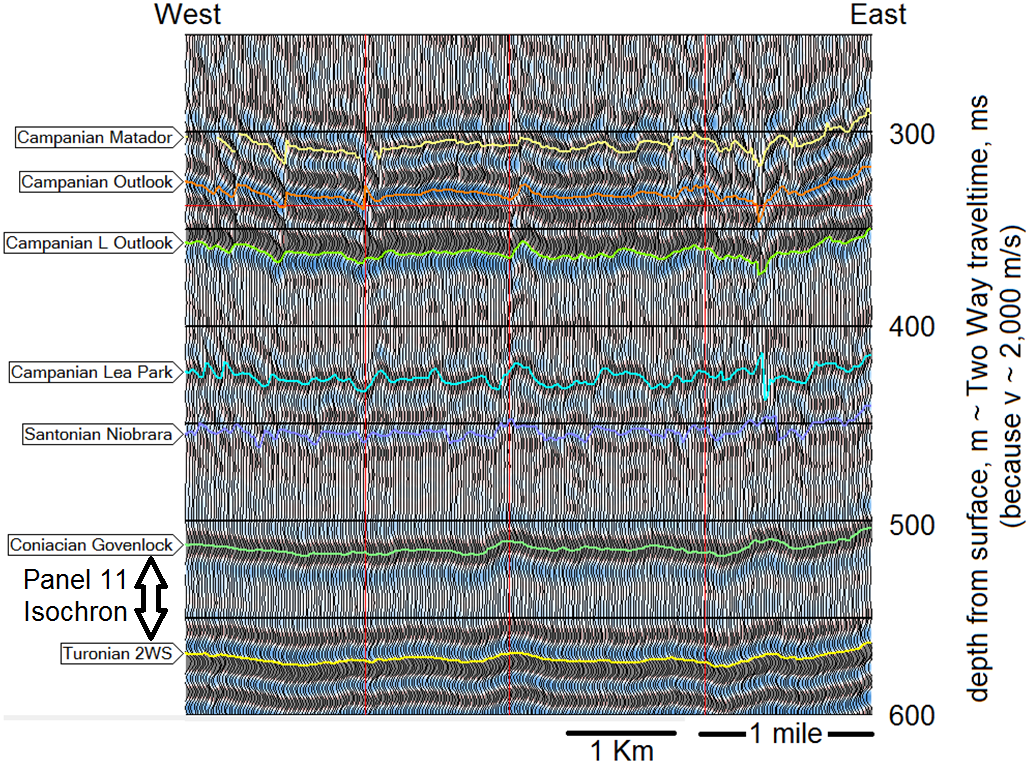 West
East
Campanian Matador
300
Campanian Outlook
Campanian L Outlook
400
Campanian Lea Park
Santonian Niobrara
500
Coniacian Govenlock
Panel 11
Isochron
Turonian 2WS
600
1 Km
1 mile
depth from surface, m ~ Two Way traveltime, ms
(because v ~ 2,000 m/s)